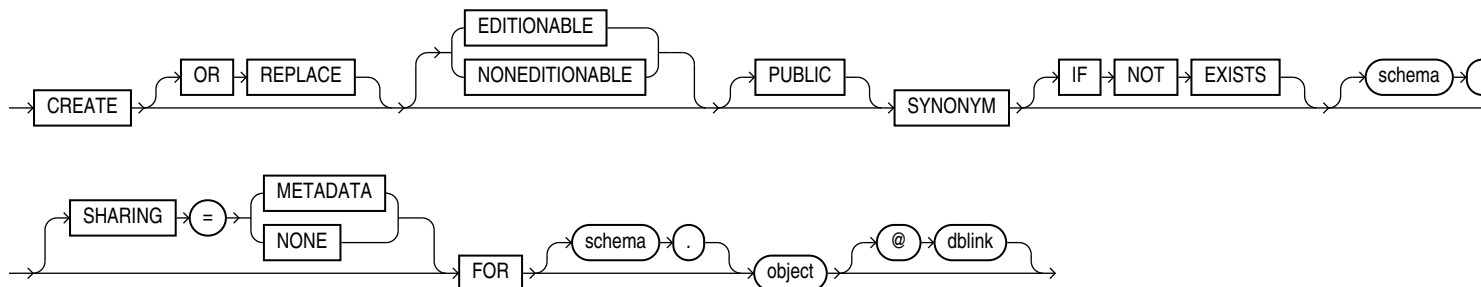 CREATE OR REPLACE EDITIONABLE NONEDITIONABLE PUBLIC SYNONYM IF NOT EXISTS schema
SHARING = METADATA NONE FOR schema . object @ dblink